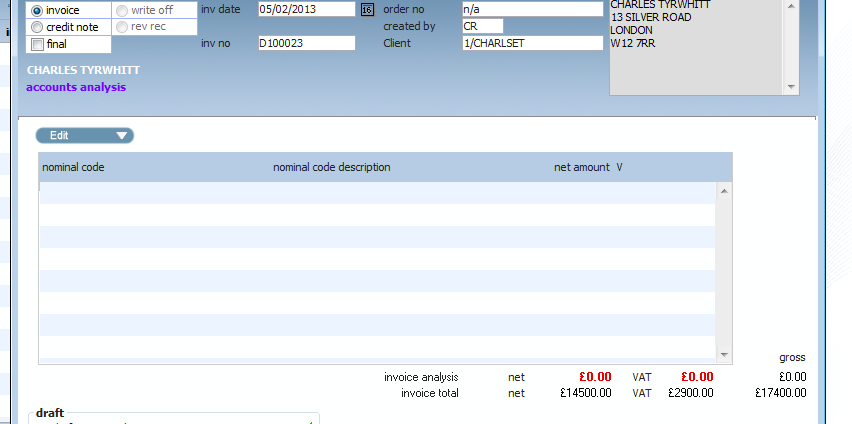 invoice write off inv date 05/02/2013 16 order no n/a CHARLES TYRWHITT
credit note rev rec created by CR 13 SILVER ROAD
LONDON
final inv no D100023 Client 1/CHARLSET W12 7RR
CHARLES TYRWHITT
accounts analysis
Edit
nominal code nominal code description net amount V
gross
invoice analysis net £0.00 VAT £0.00 £0.00
invoice total net £14500.00 VAT £2900.00 £17400.00
draft